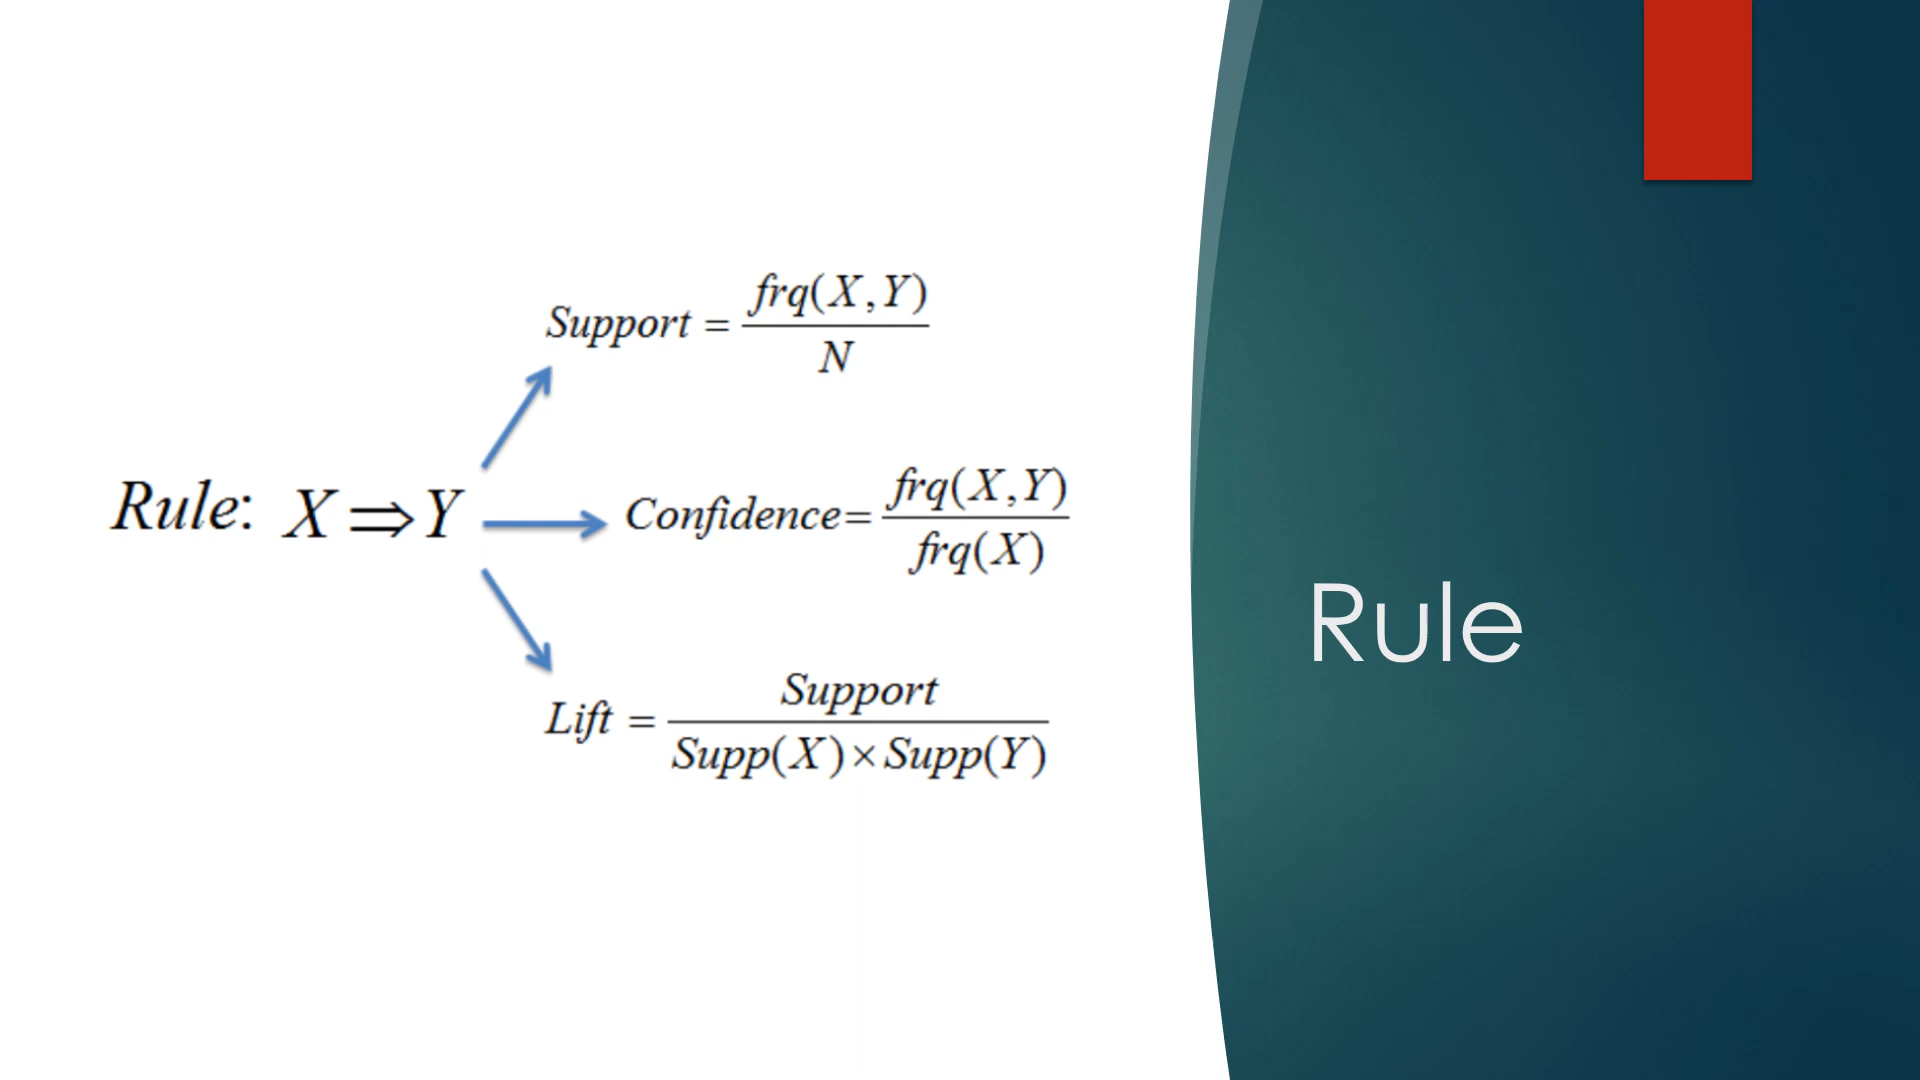 Support = frq(X,Y) / N
Rule: X ⇒ Y
Confidence= frq(X,Y) / frq(X)
Lift = Support / Supp(X)×Supp(Y)
Rule